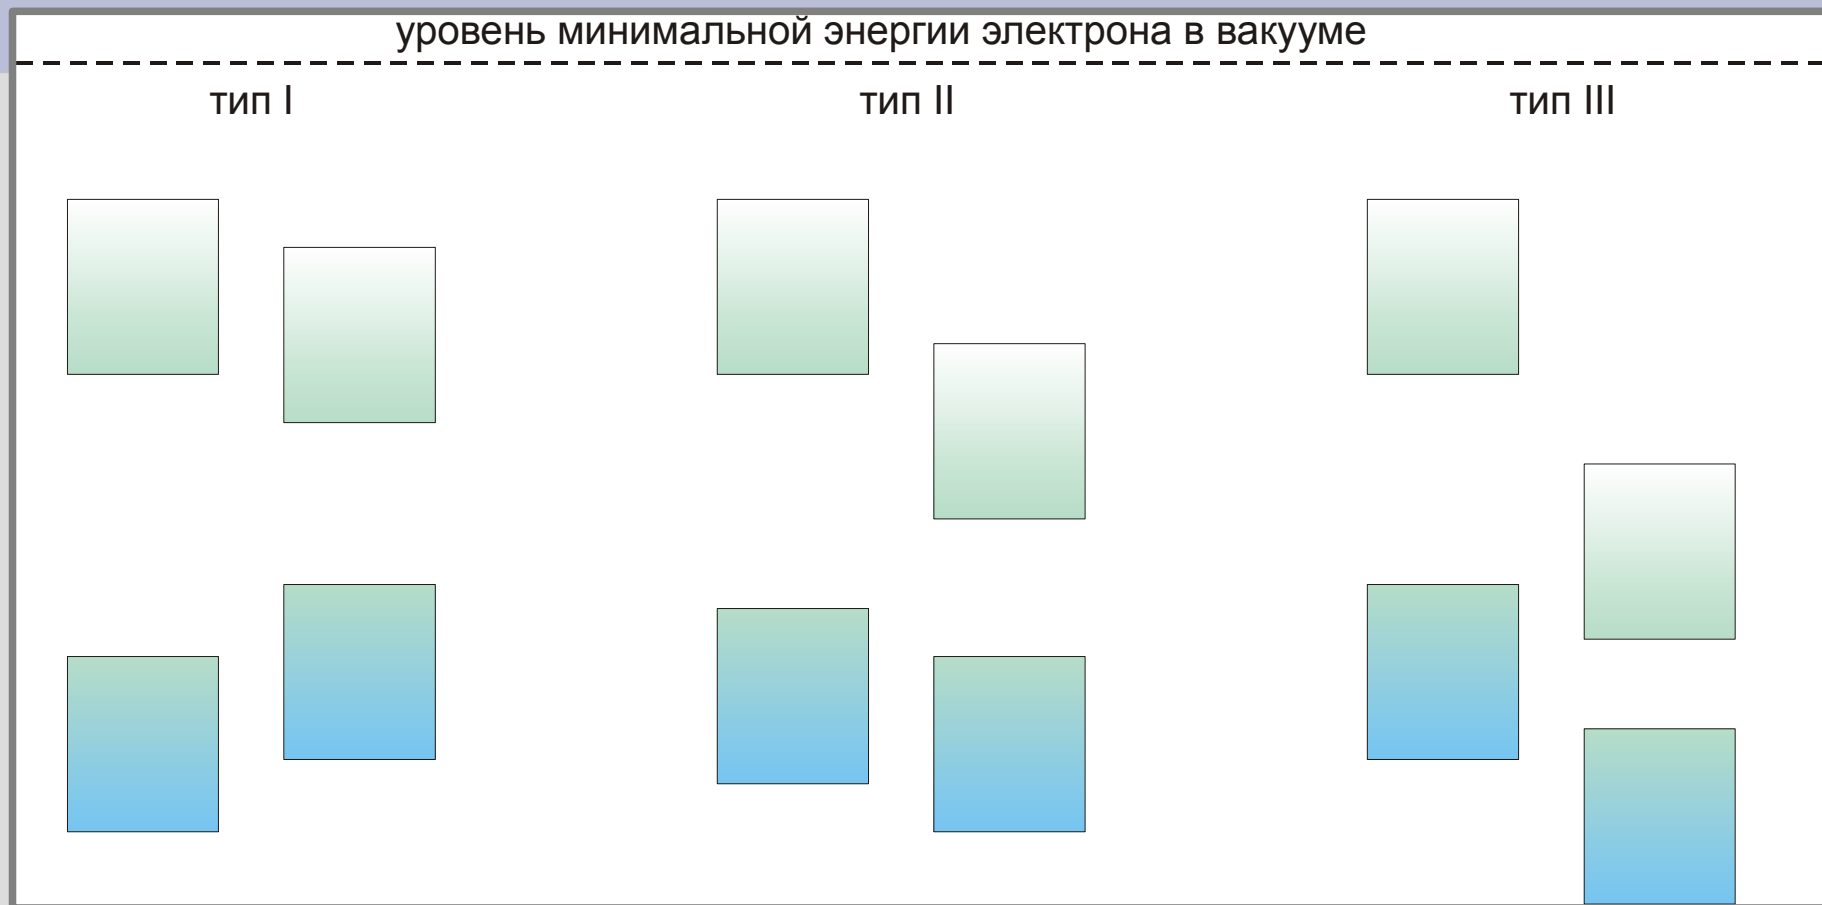 уровень минимальной энергии электрона в вакууме
тип I
тип II
тип III